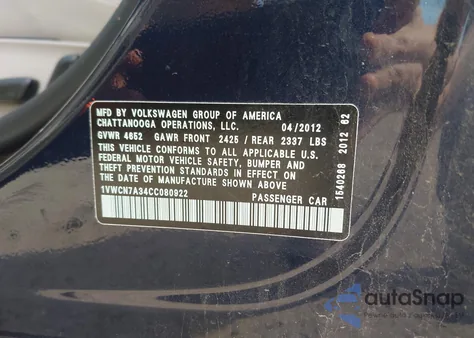 MFD BY VOLKSWAGEN GROUP OF AMERICA
CHATTANOOGA OPERATIONS, LLC. 04/2012
GVWR 4652 GAWR FRONT 2425 / REAR 2337 LBS
THIS VEHICLE CONFORMS TO ALL APPLICABLE U.S.
FEDERAL MOTOR VEHICLE SAFETY, BUMPER, AND
THEFT PREVENTION STANDARDS IN EFFECT ON THE
DATE OF MANUFACTURE SHOWN ABOVE
1VWCN7A34CC080922 PASSENGER CAR
1540268 2012 62
autoSnap